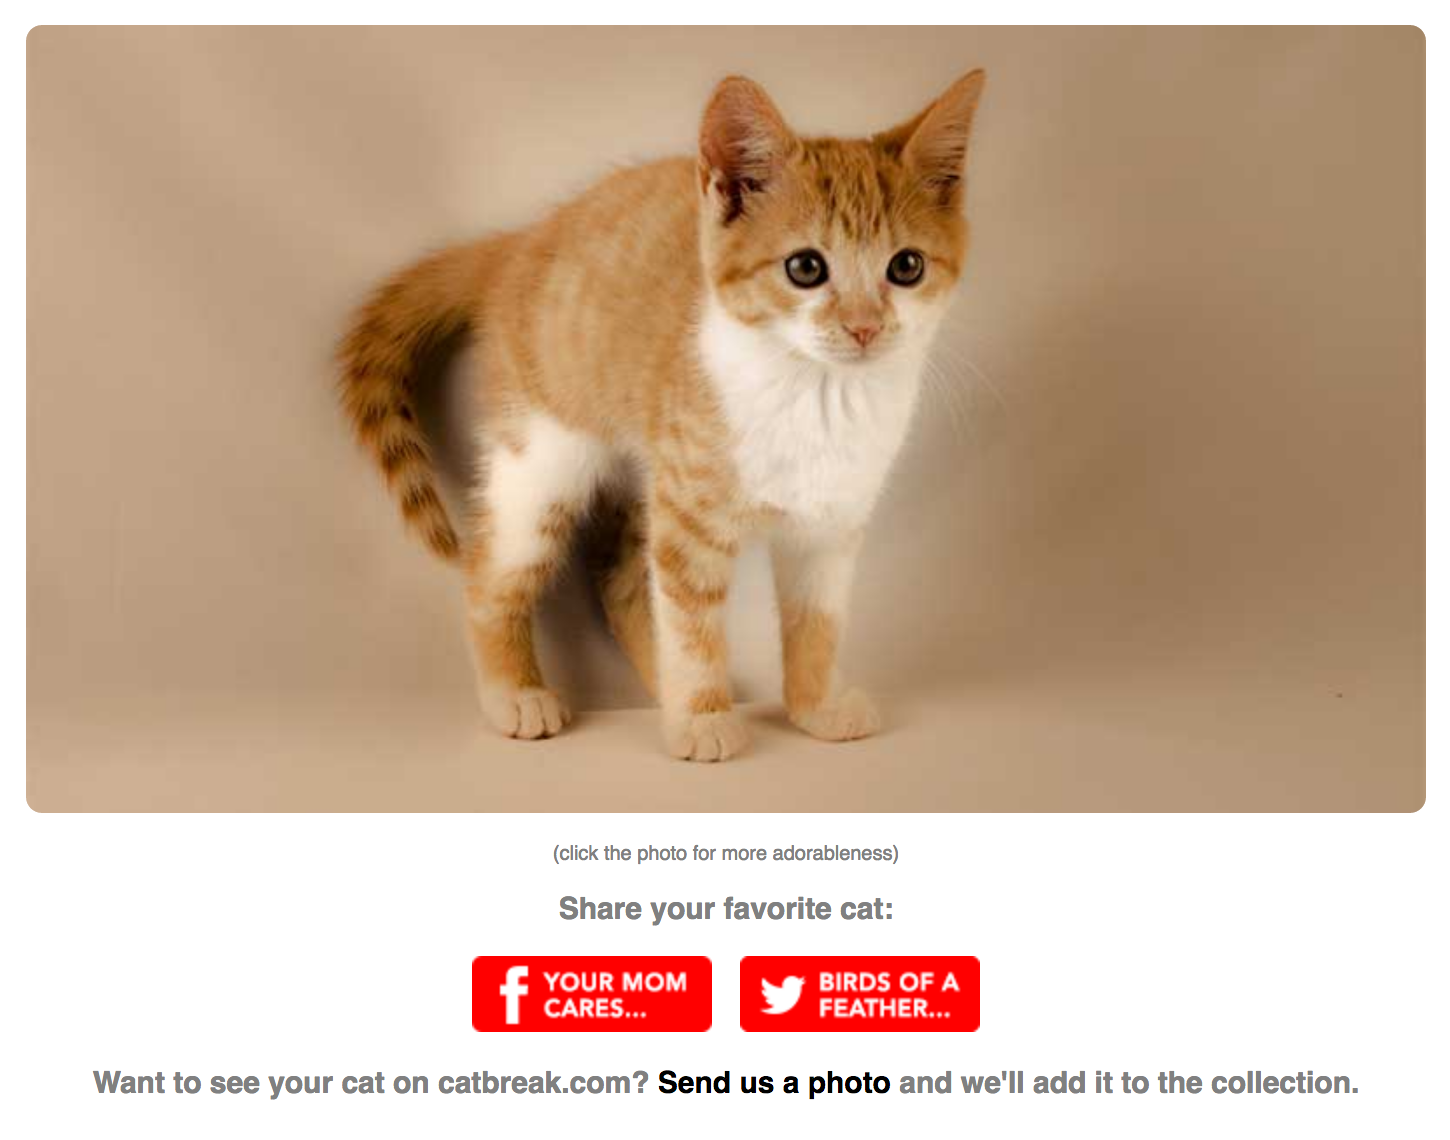 (click the photo for more adorableness)
Share your favorite cat:
YOUR MOM
CARES...
BIRDS OF A
FEATHER...
Want to see your cat on catbreak.com? Send us a photo and we'll add it to the collection.